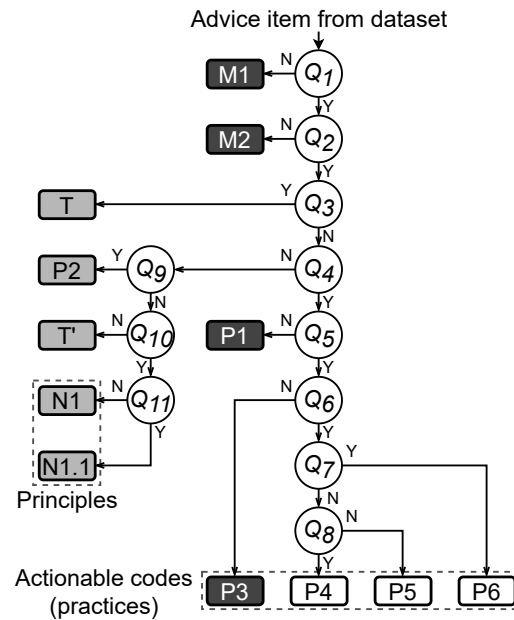 Advice item from dataset
M1 N Q1
Y
M2 N Q2
Y
T Y Q3
N
P2 Y Q9 N Q4
N Y
T' N Q10 P1 N Q5
Y Y
N1 N Q11 N Q6
Y Y
N1.1 Q7 Y
Principles N
Q8 N
Y
Actionable codes P3 P4 P5 P6
(practices)